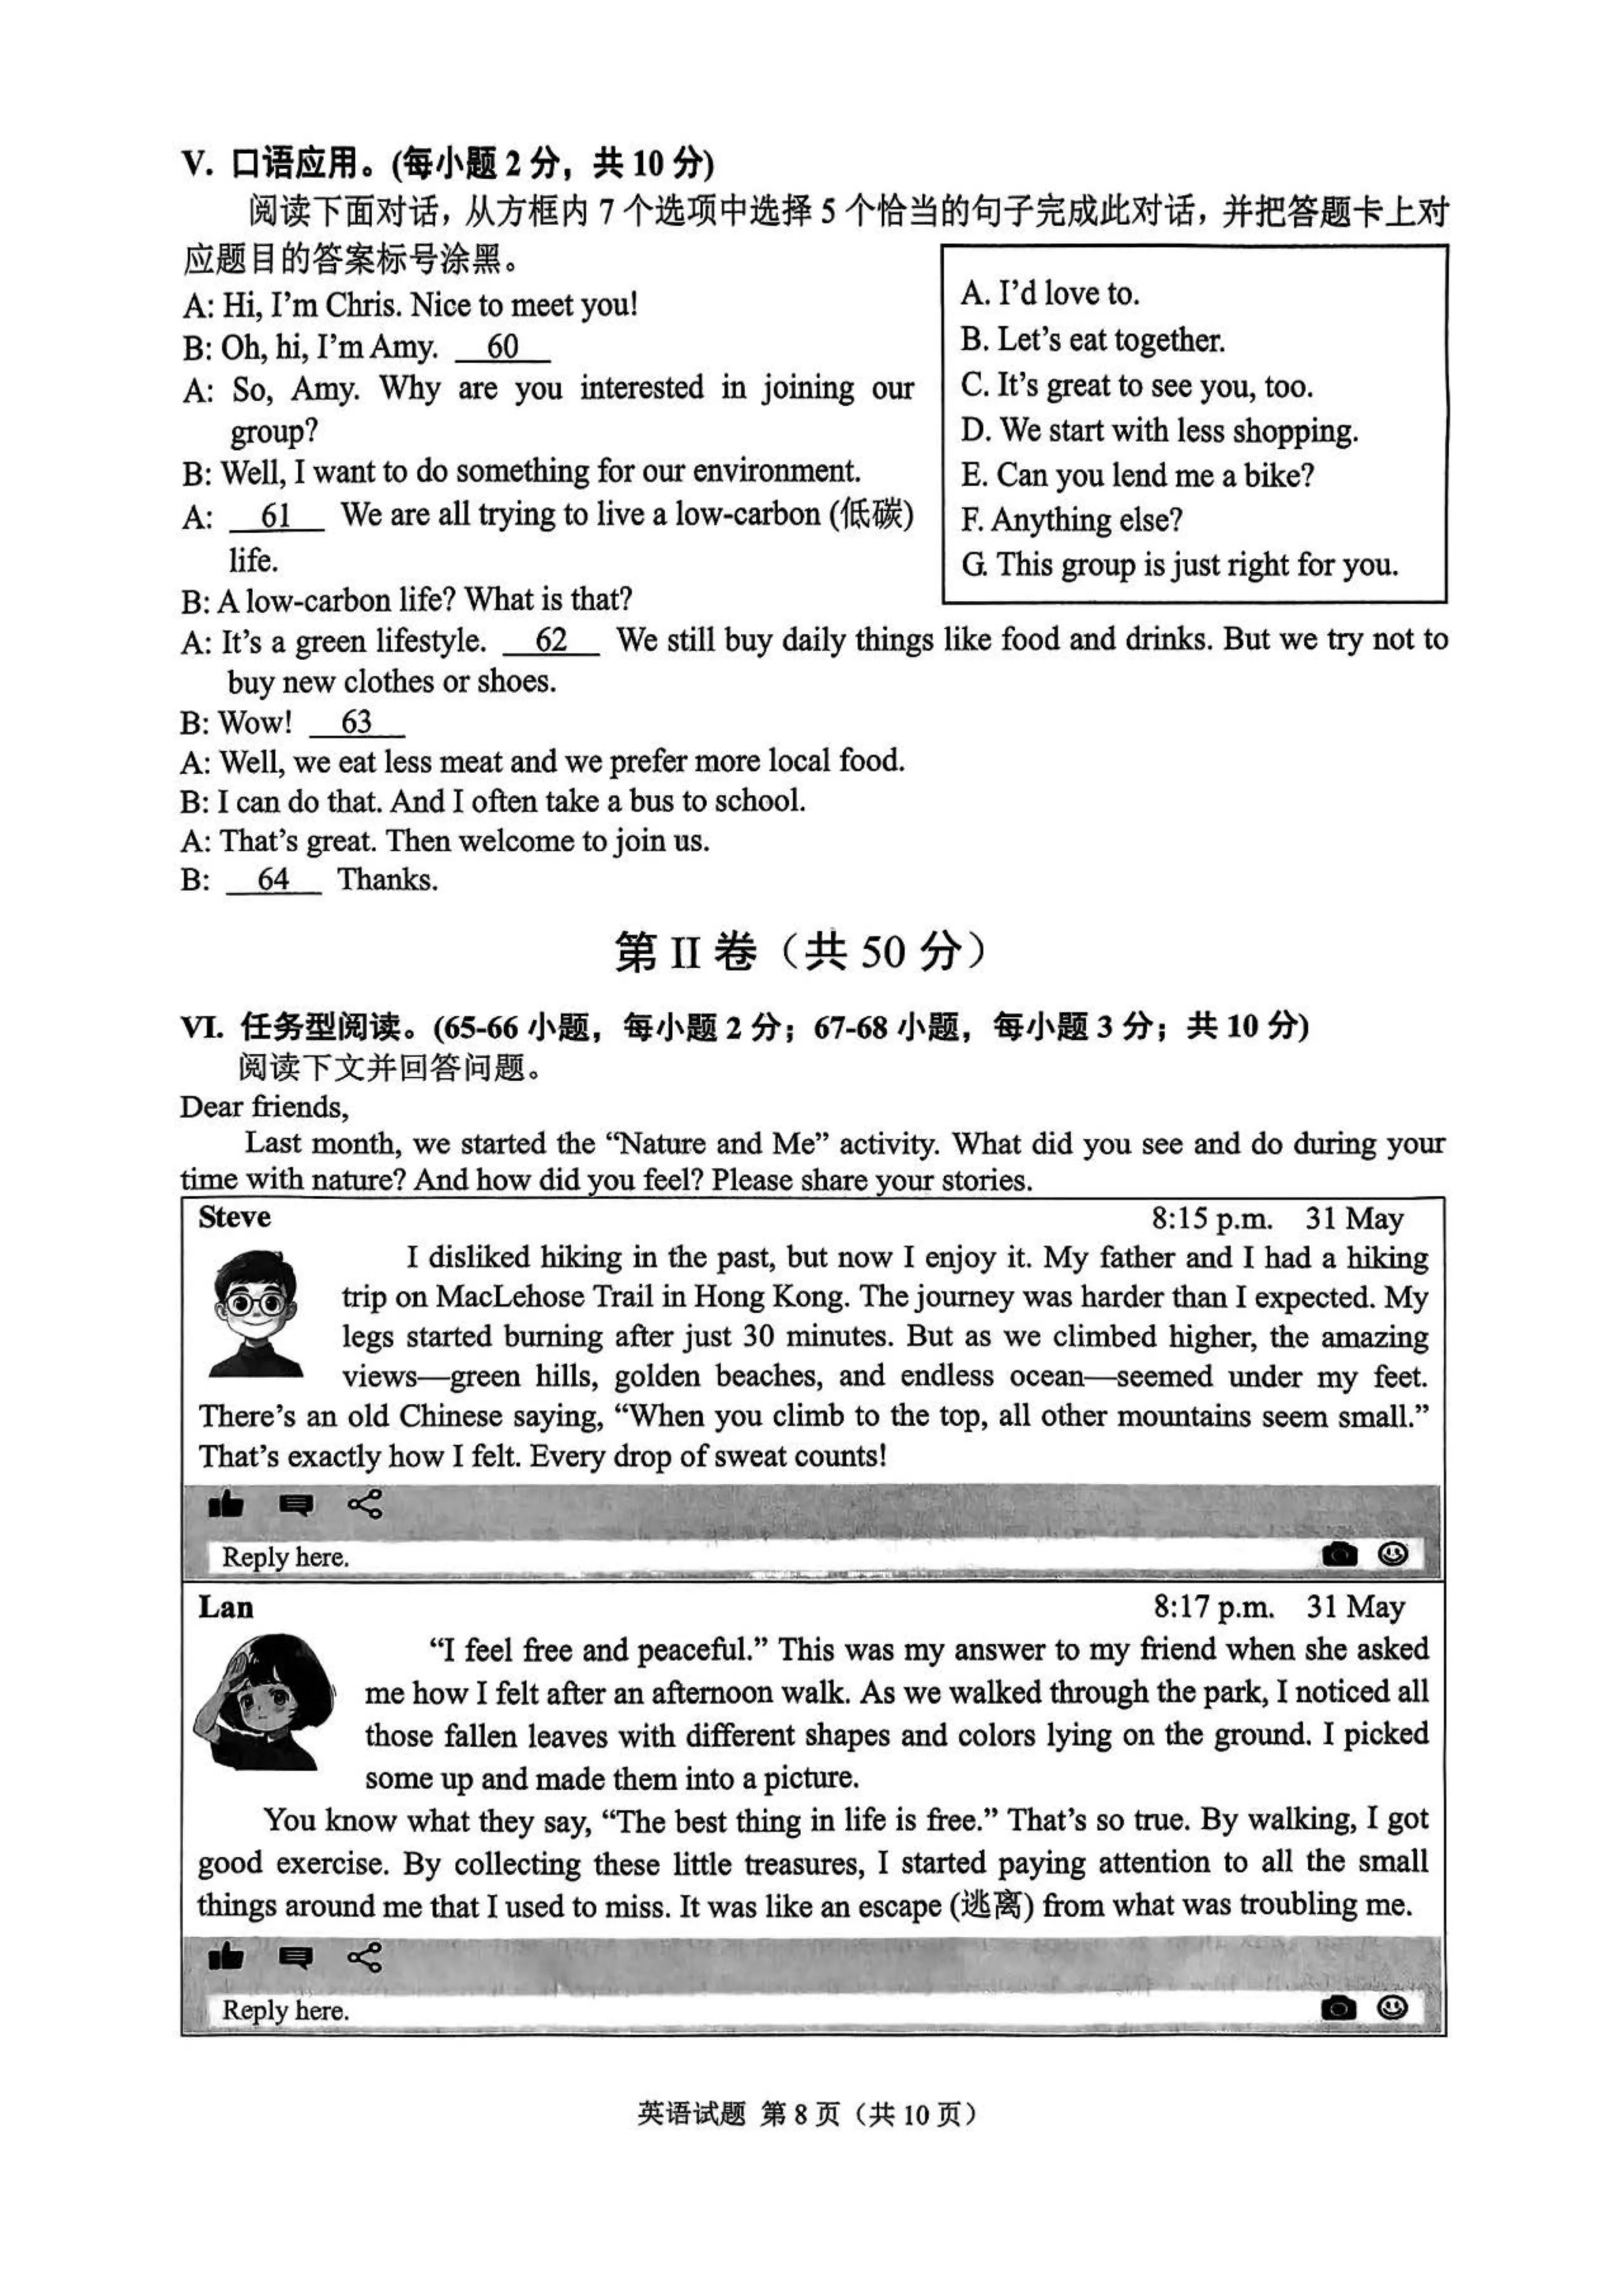 V. 口语应用。(每小题 2 分，共 10 分)
阅读下面对话，从方框内 7 个选项中选择 5 个恰当的句子完成此对话，并把答题卡上对
应题目的答案标号涂黑。
A: Hi, I'm Chris. Nice to meet you!
B: Oh, hi, I'm Amy. 60
A: So, Amy. Why are you interested in joining our
group?
B: Well, I want to do something for our environment.
A: 61 We are all trying to live a low-carbon (低碳)
life.
B: A low-carbon life? What is that?
A. I'd love to.
B. Let's eat together.
C. It's great to see you, too.
D. We start with less shopping.
E. Can you lend me a bike?
F. Anything else?
G. This group is just right for you.
A: It's a green lifestyle. 62 We still buy daily things like food and drinks. But we try not to
buy new clothes or shoes.
B: Wow! 63
A: Well, we eat less meat and we prefer more local food.
B: I can do that. And I often take a bus to school.
A: That's great. Then welcome to join us.
B: 64 Thanks.
第 II 卷（共 50 分）
VI. 任务型阅读。(65-66 小题，每小题 2 分；67-68 小题，每小题 3 分；共 10 分)
阅读下文并回答问题。
Dear friends,
Last month, we started the “Nature and Me” activity. What did you see and do during your
time with nature? And how did you feel? Please share your stories.
Steve 8:15 p.m. 31 May
I disliked hiking in the past, but now I enjoy it. My father and I had a hiking
trip on MacLehose Trail in Hong Kong. The journey was harder than I expected. My
legs started burning after just 30 minutes. But as we climbed higher, the amazing
views—green hills, golden beaches, and endless ocean—seemed under my feet.
There's an old Chinese saying, “When you climb to the top, all other mountains seem small.”
That's exactly how I felt. Every drop of sweat counts!
Reply here.
Lan 8:17 p.m. 31 May
“I feel free and peaceful.” This was my answer to my friend when she asked
me how I felt after an afternoon walk. As we walked through the park, I noticed all
those fallen leaves with different shapes and colors lying on the ground. I picked
some up and made them into a picture.
You know what they say, “The best thing in life is free.” That's so true. By walking, I got
good exercise. By collecting these little treasures, I started paying attention to all the small
things around me that I used to miss. It was like an escape (逃离) from what was troubling me.
Reply here.
英语试题 第 8 页（共 10 页）